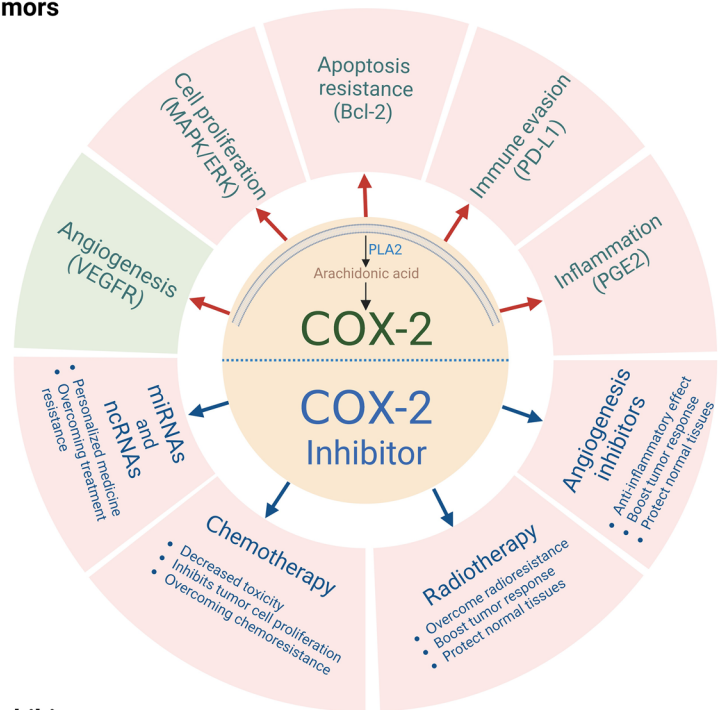 mors
Apoptosis
resistance
(Bcl-2)
Cell proliferation
(MAPK/ERK)
Immune evasion
(PD-L1)
Angiogenesis
(VEGFR)
Inflammation
(PGE2)
PLA2
Arachidonic acid
COX-2
COX-2
Inhibitor
miRNAs
and
ncRNAs
• Personalized medicine
• Overcoming treatment
resistance
Angiogenesis
inhibitors
• Anti-inflammatory effect
• Boost tumor response
• Protect normal tissues
Chemotherapy
• Decreased toxicity
• Inhibits tumor cell proliferation
• Overcoming chemoresistance
Radiotherapy
• Overcome radioresistance
• Boost tumor response
• Protect normal tissues